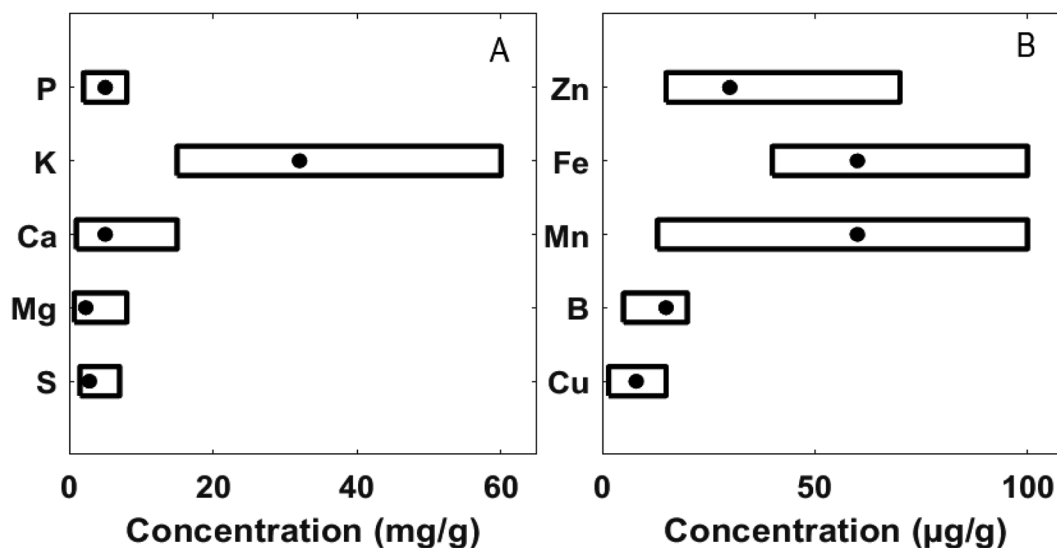 A
P
K
Ca
Mg
S
0 20 40 60
Concentration (mg/g)
B
Zn
Fe
Mn
B
Cu
0 50 100
Concentration (µg/g)